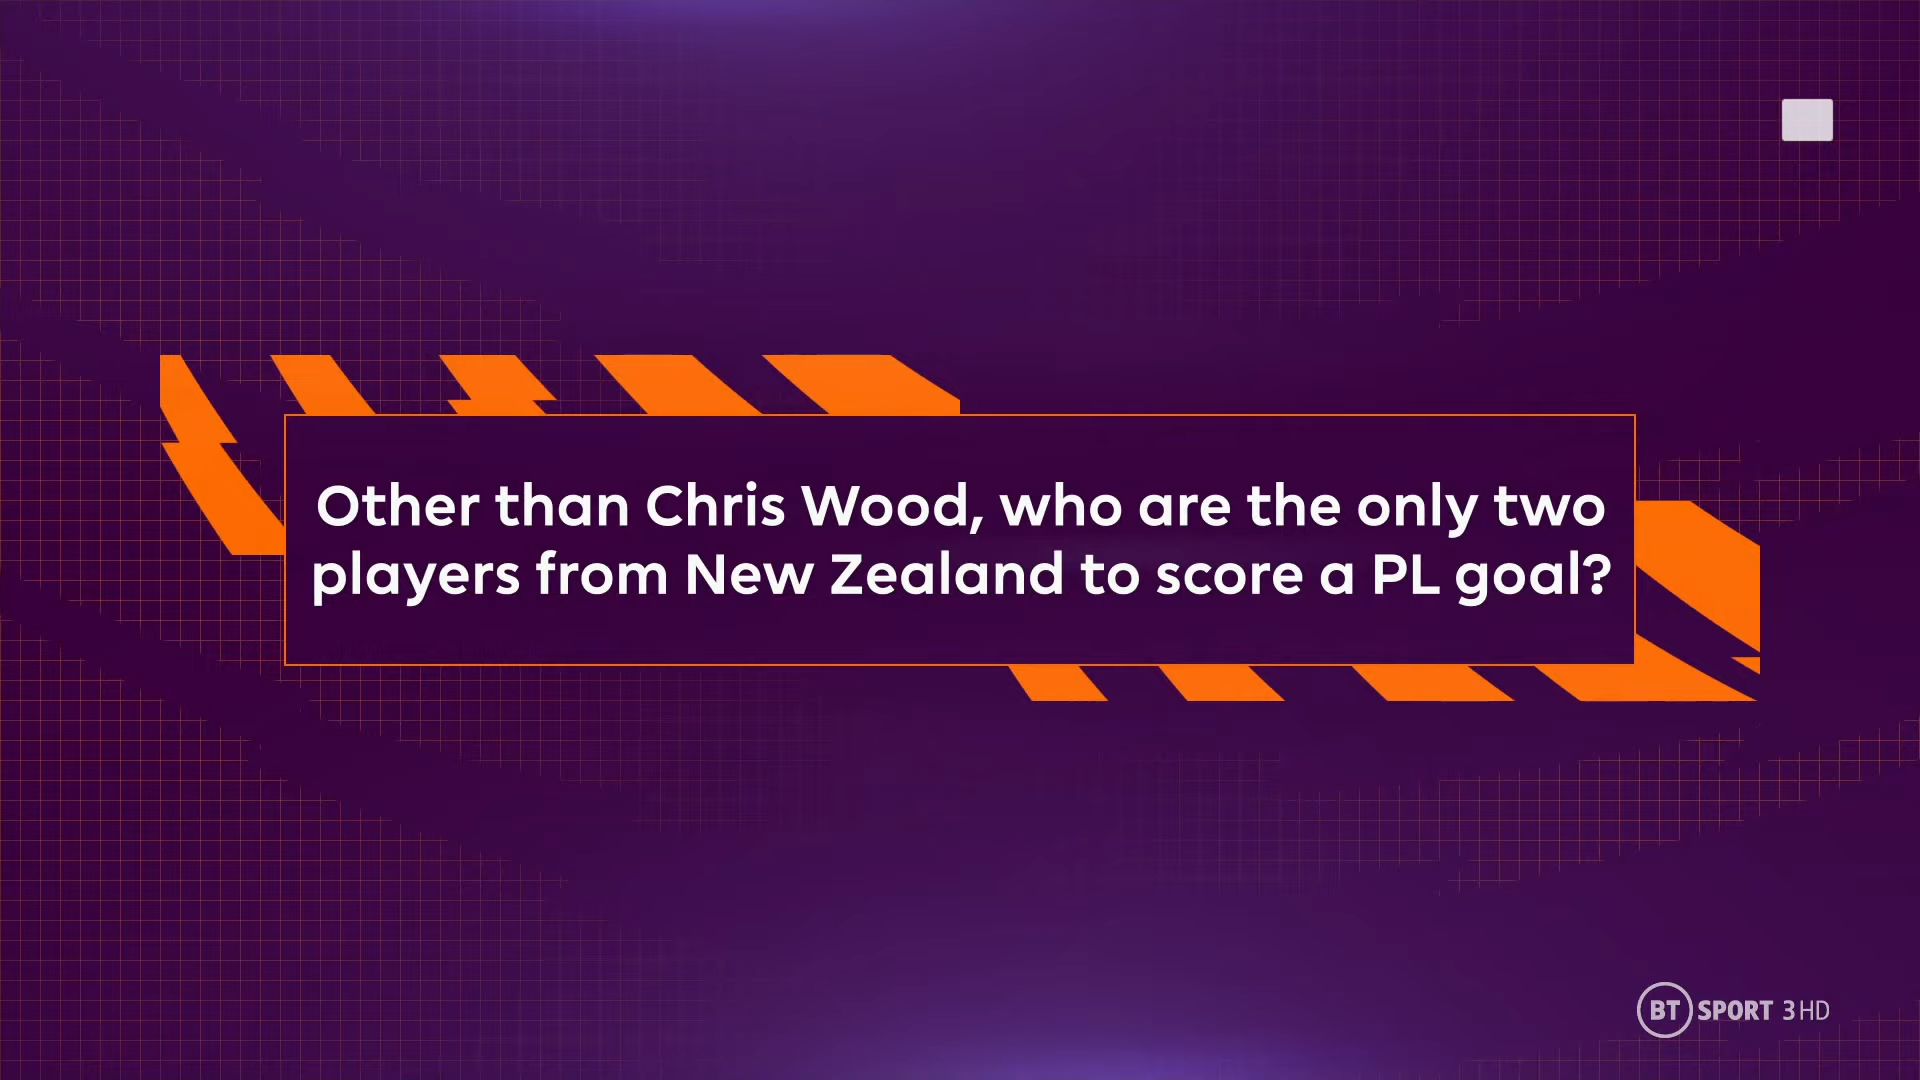 Other than Chris Wood, who are the only two
players from New Zealand to score a PL goal?
BT SPORT 3HD